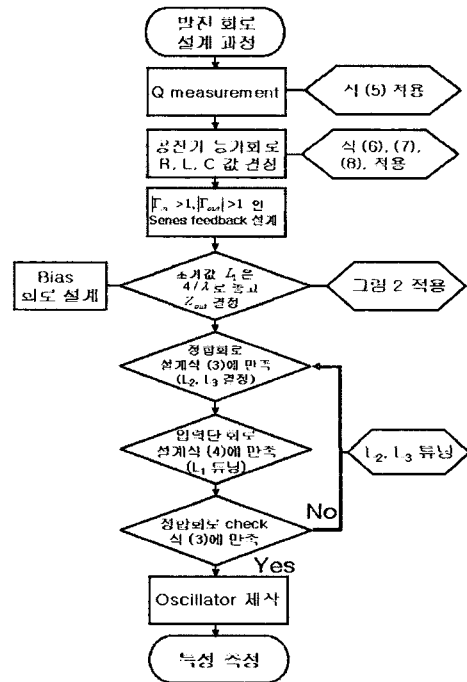 발진 회로
설계 과정
Q measurement
식 (5) 적용
공진기 등가회로
R, L, C 값 결정
식 (6), (7),
(8), 적용
|Γin| >1, |Γout| >1 인
Series feedback 설계
Bias
회로 설계
초기값 L1은
4/λ로 놓고
Zout 결정
그림 2 적용
정합회로
설계식 (3)에 만족
(L2, L3 결정)
입력단 회로
설계식 (4)에 만족
(L1 튜닝)
L2, L3 튜닝
No
정합회로 check
식 (3)에 만족
Yes
Oscillator 제작
특성 측정